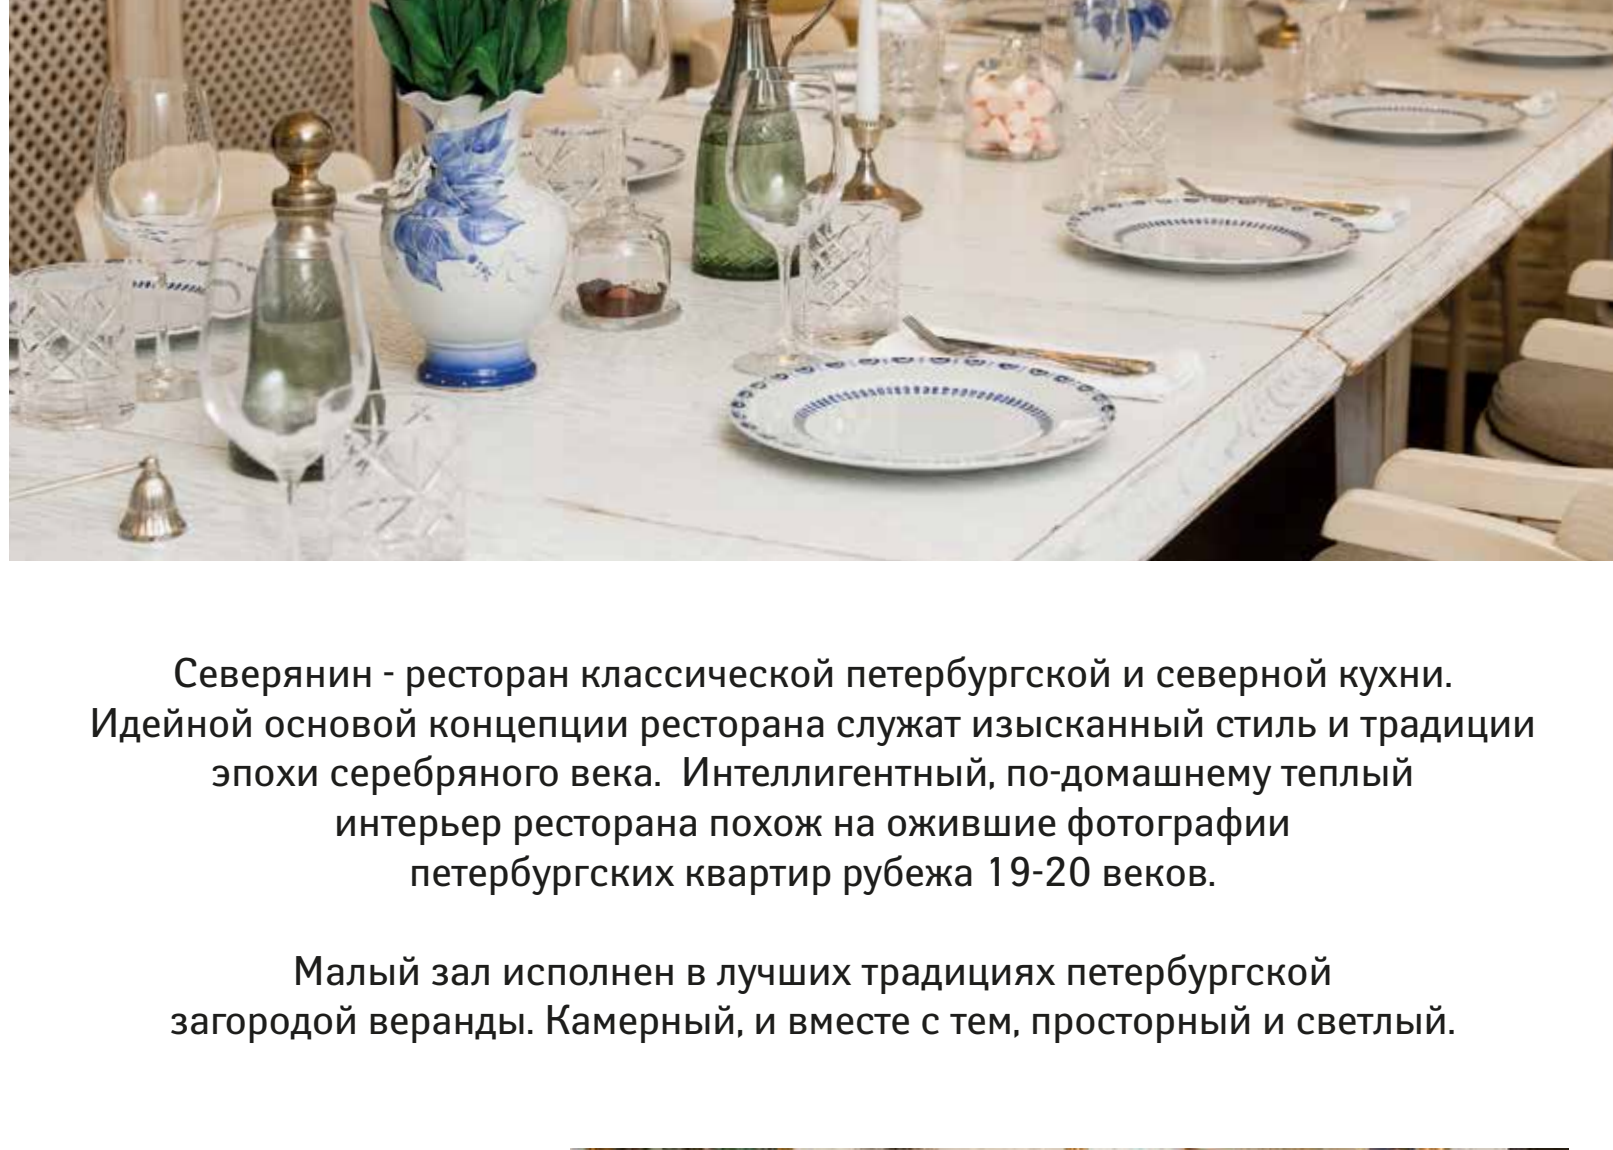 Северянин - ресторан классической петербургской и северной кухни.
Идейной основой концепции ресторана служат изысканный стиль и традиции
эпохи серебряного века.  Интеллигентный, по-домашнему теплый
интерьер ресторана похож на ожившие фотографии
петербургских квартир рубежа 19-20 веков.
Малый зал исполнен в лучших традициях петербургской
загородой веранды. Камерный, и вместе с тем, просторный и светлый.